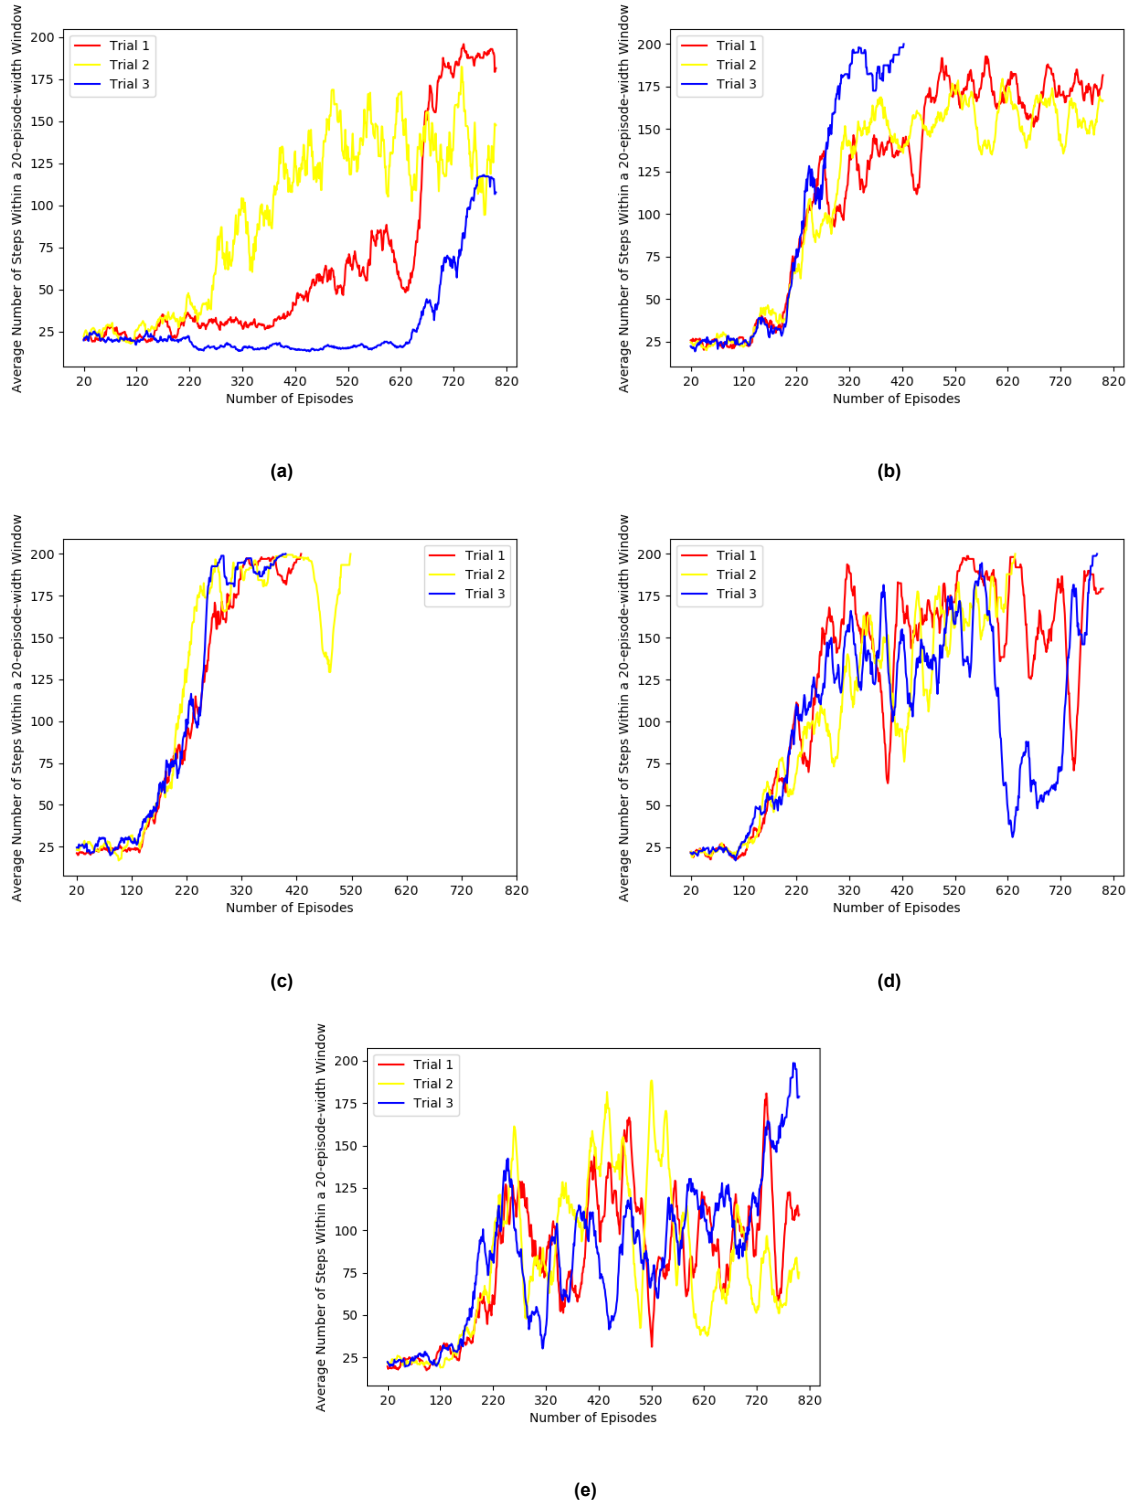 Average Number of Steps Within a 20-episode-width Window
200
175
150
125
100
75
50
25
Trial 1
Trial 2
Trial 3
20 120 220 320 420 520 620 720 820
Number of Episodes
(a)
Average Number of Steps Within a 20-episode-width Window
200
175
150
125
100
75
50
25
Trial 1
Trial 2
Trial 3
20 120 220 320 420 520 620 720 820
Number of Episodes
(b)
Average Number of Steps Within a 20-episode-width Window
200
175
150
125
100
75
50
25
Trial 1
Trial 2
Trial 3
20 120 220 320 420 520 620 720 820
Number of Episodes
(c)
Average Number of Steps Within a 20-episode-width Window
200
175
150
125
100
75
50
25
Trial 1
Trial 2
Trial 3
20 120 220 320 420 520 620 720 820
Number of Episodes
(d)
Average Number of Steps Within a 20-episode-width Window
200
175
150
125
100
75
50
25
Trial 1
Trial 2
Trial 3
20 120 220 320 420 520 620 720 820
Number of Episodes
(e)